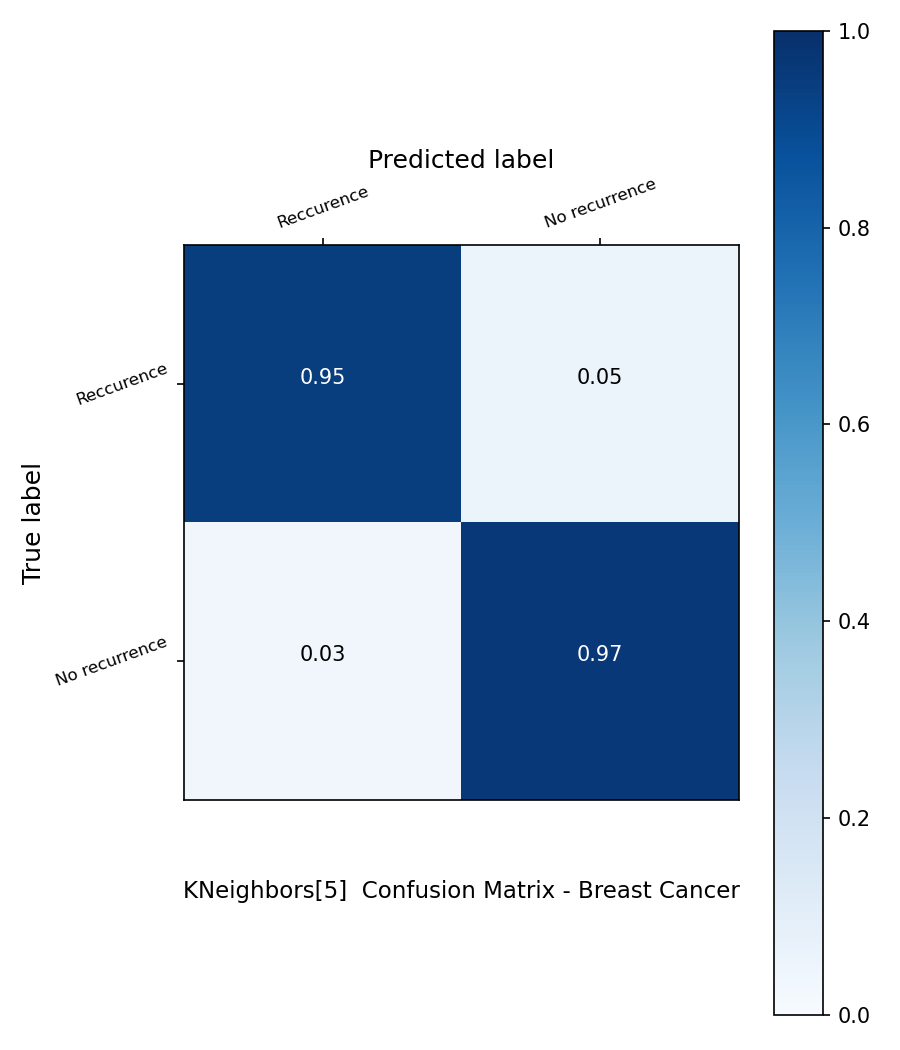 Predicted label
Reccurence
No recurrence
1.0
0.8
0.6
0.4
0.2
0.0
True label
Reccurence
0.95
0.05
No recurrence
0.03
0.97
KNeighbors[5]  Confusion Matrix - Breast Cancer